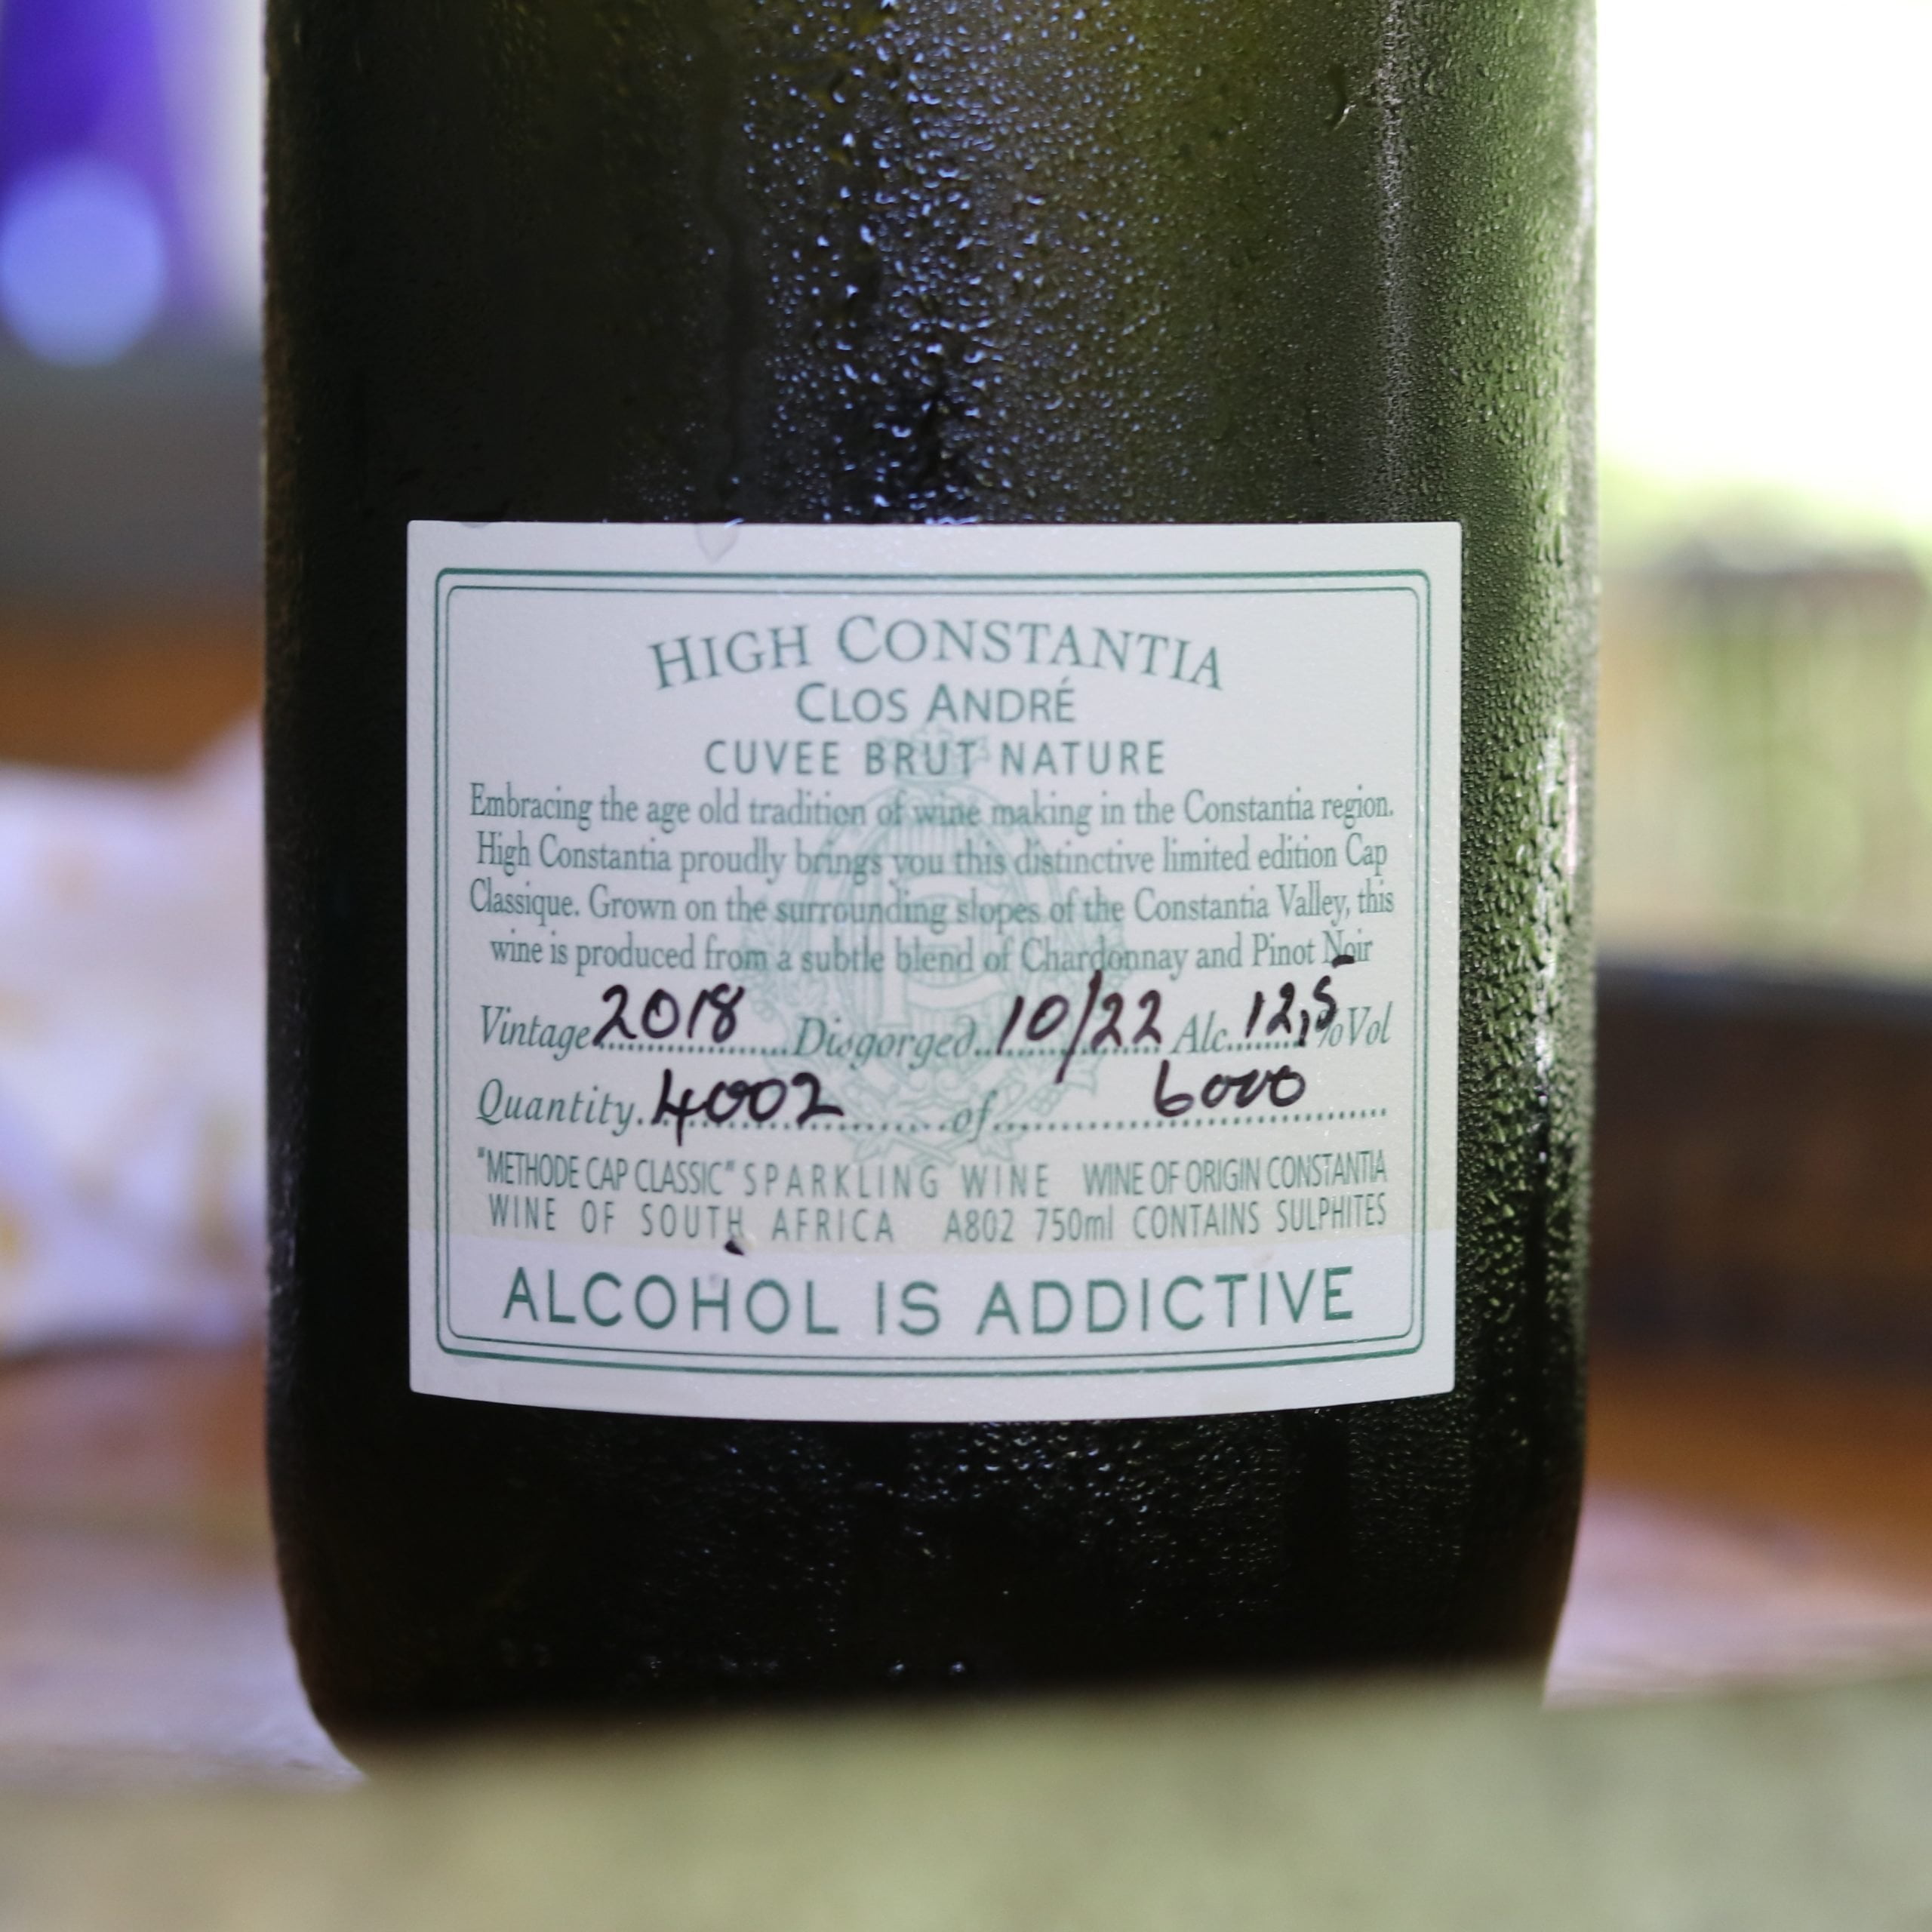 HIGH CONSTANTIA
CLOS ANDRÉ
CUVEE BRUT NATURE
Embracing the age old tradition of wine making in the Constantia region.
High Constantia proudly brings you this distinctive limited edition Cap
Classique. Grown on the surrounding slopes of the Constantia Valley, this
wine is produced from a subtle blend of Chardonnay and Pinot Noir
Vintage 2018 Disgorged 10/22 Alc. 12,5 %Vol
Quantity 4002 of 6000
"METHODE CAP CLASSIC" SPARKLING WINE WINE OF ORIGIN CONSTANTIA
WINE OF SOUTH AFRICA A802 750ml CONTAINS SULPHITES
ALCOHOL IS ADDICTIVE